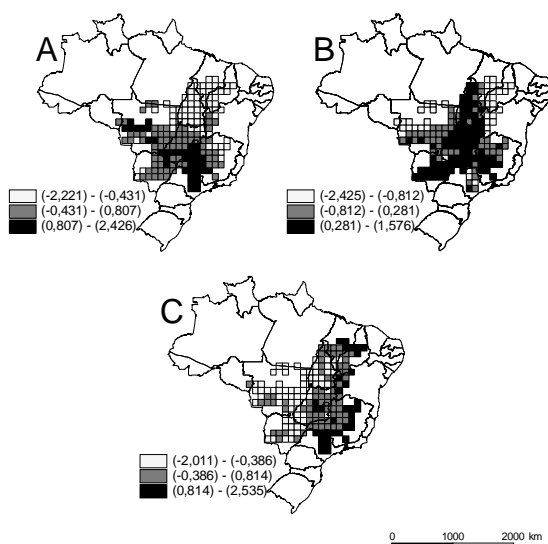 A
(-2,221) - (-0,431)
(-0,431) - (0,807)
(0,807) - (2,426)
B
(-2,425) - (-0,812)
(-0,812) - (0,281)
(0,281) - (1,576)
C
(-2,011) - (-0,386)
(-0,386) - (0,814)
(0,814) - (2,535)
0 1000 2000 km